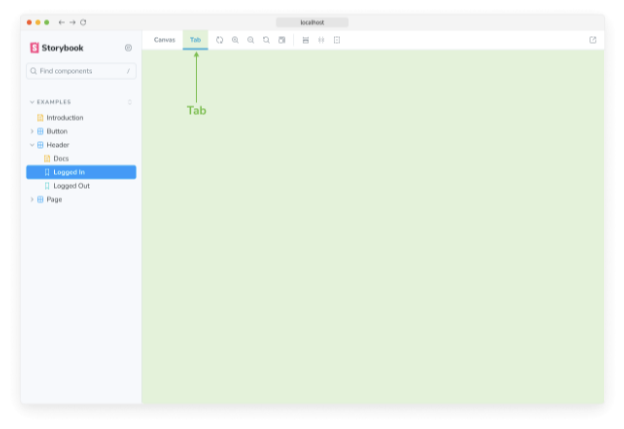 localhost
Storybook
Canvas
Tab
Find components
/
Tab
EXAMPLES
Introduction
Button
Header
Docs
Logged In
Logged Out
Page